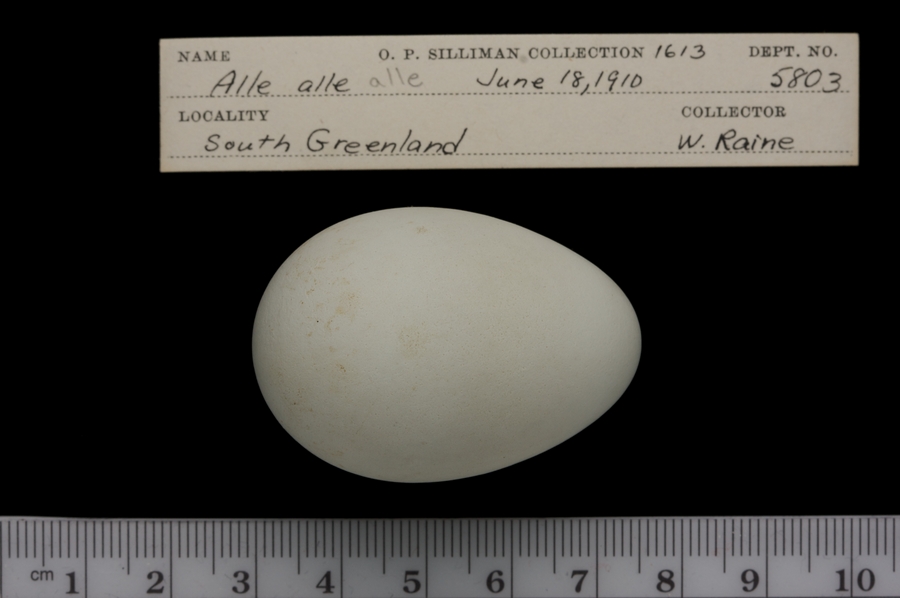 NAME O. P. SILLIMAN COLLECTION 1613 DEPT. NO.
Alle alle alle June 18, 1910 5803
LOCALITY COLLECTOR
South Greenland W. Raine
cm 1 2 3 4 5 6 7 8 9 10